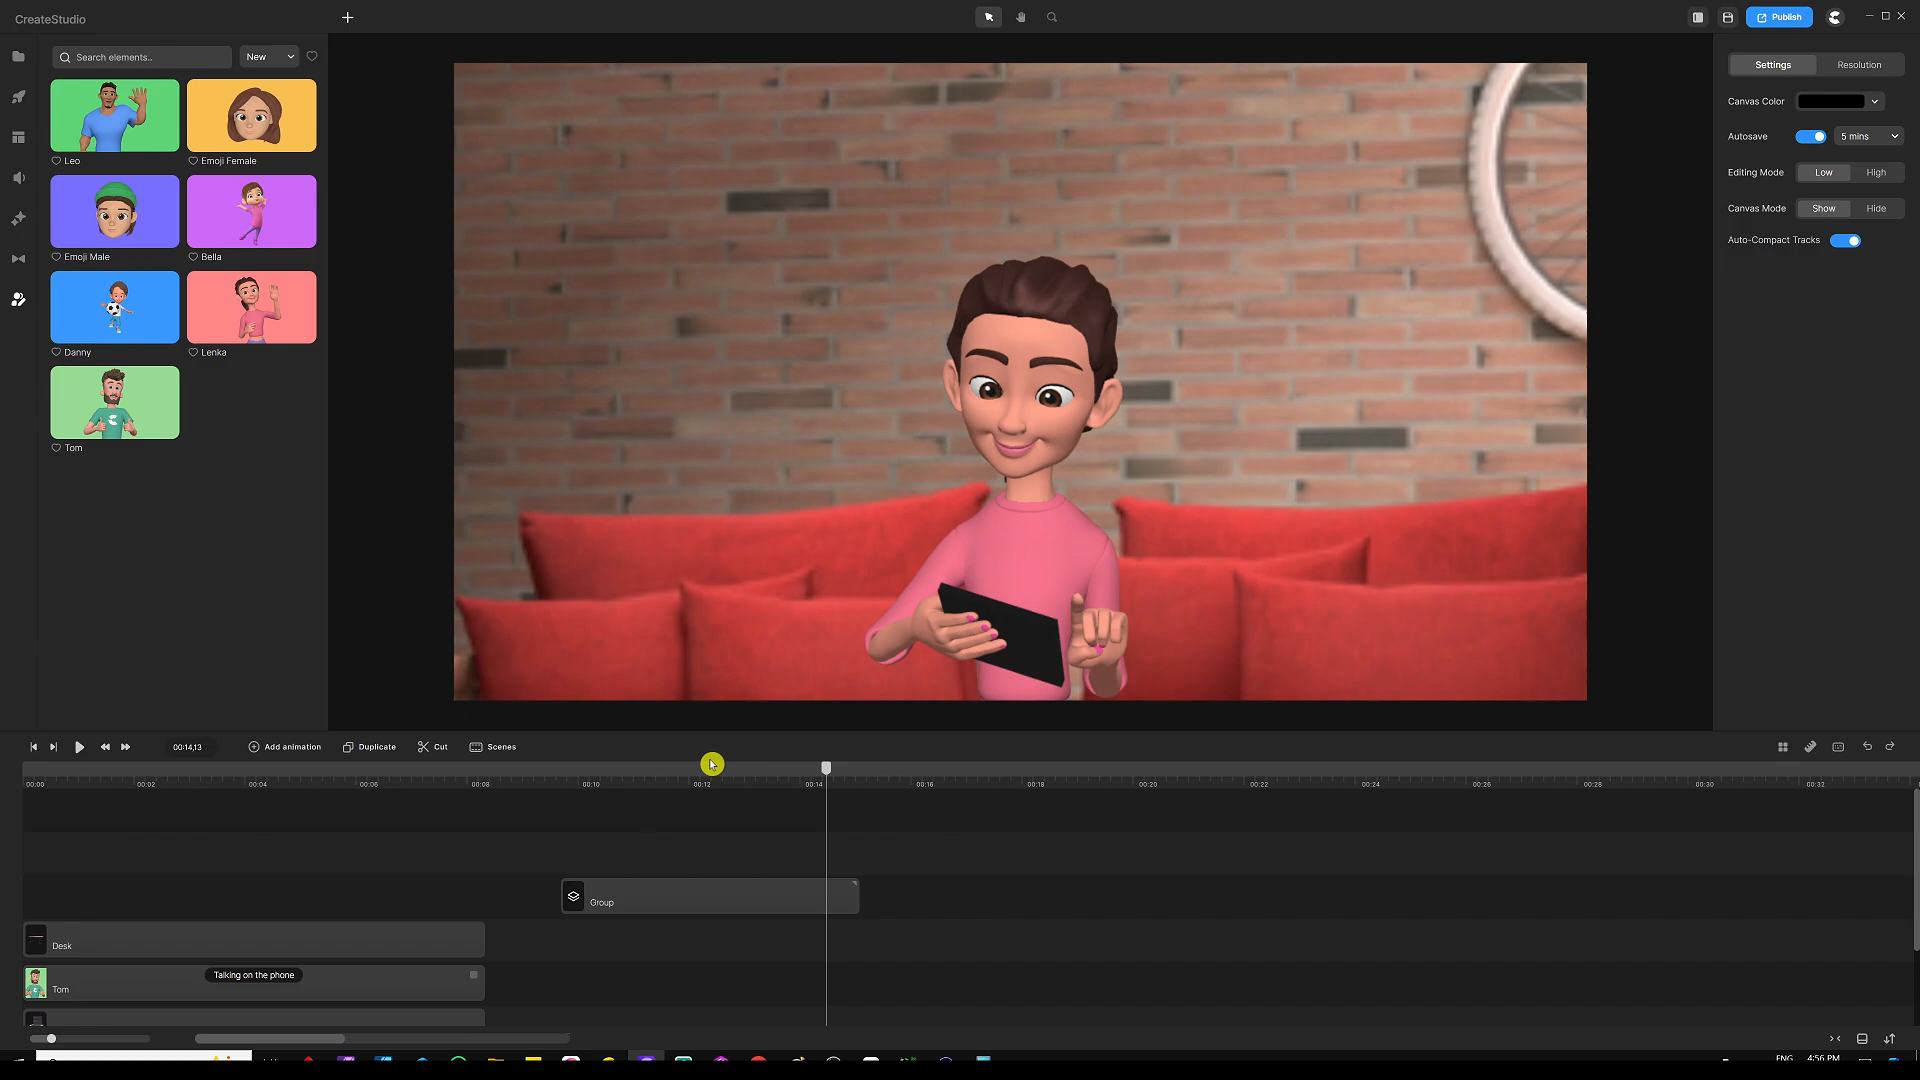 CreateStudio
Publish
Search elements..
New
Settings
Resolution
Canvas Color
Autosave
5 mins
Editing Mode
Low
High
Canvas Mode
Show
Hide
Auto-Compact Tracks
Leo
Emoji Female
Emoji Male
Bella
Danny
Lenka
Tom
00:14,13
Add animation
Duplicate
Cut
Scenes
00:00
00:02
00:04
00:06
00:08
00:10
00:12
00:14
00:16
00:18
00:20
00:22
00:24
00:26
00:28
00:30
00:32
Group
Desk
Talking on the phone
Tom
ENG
4:56 PM